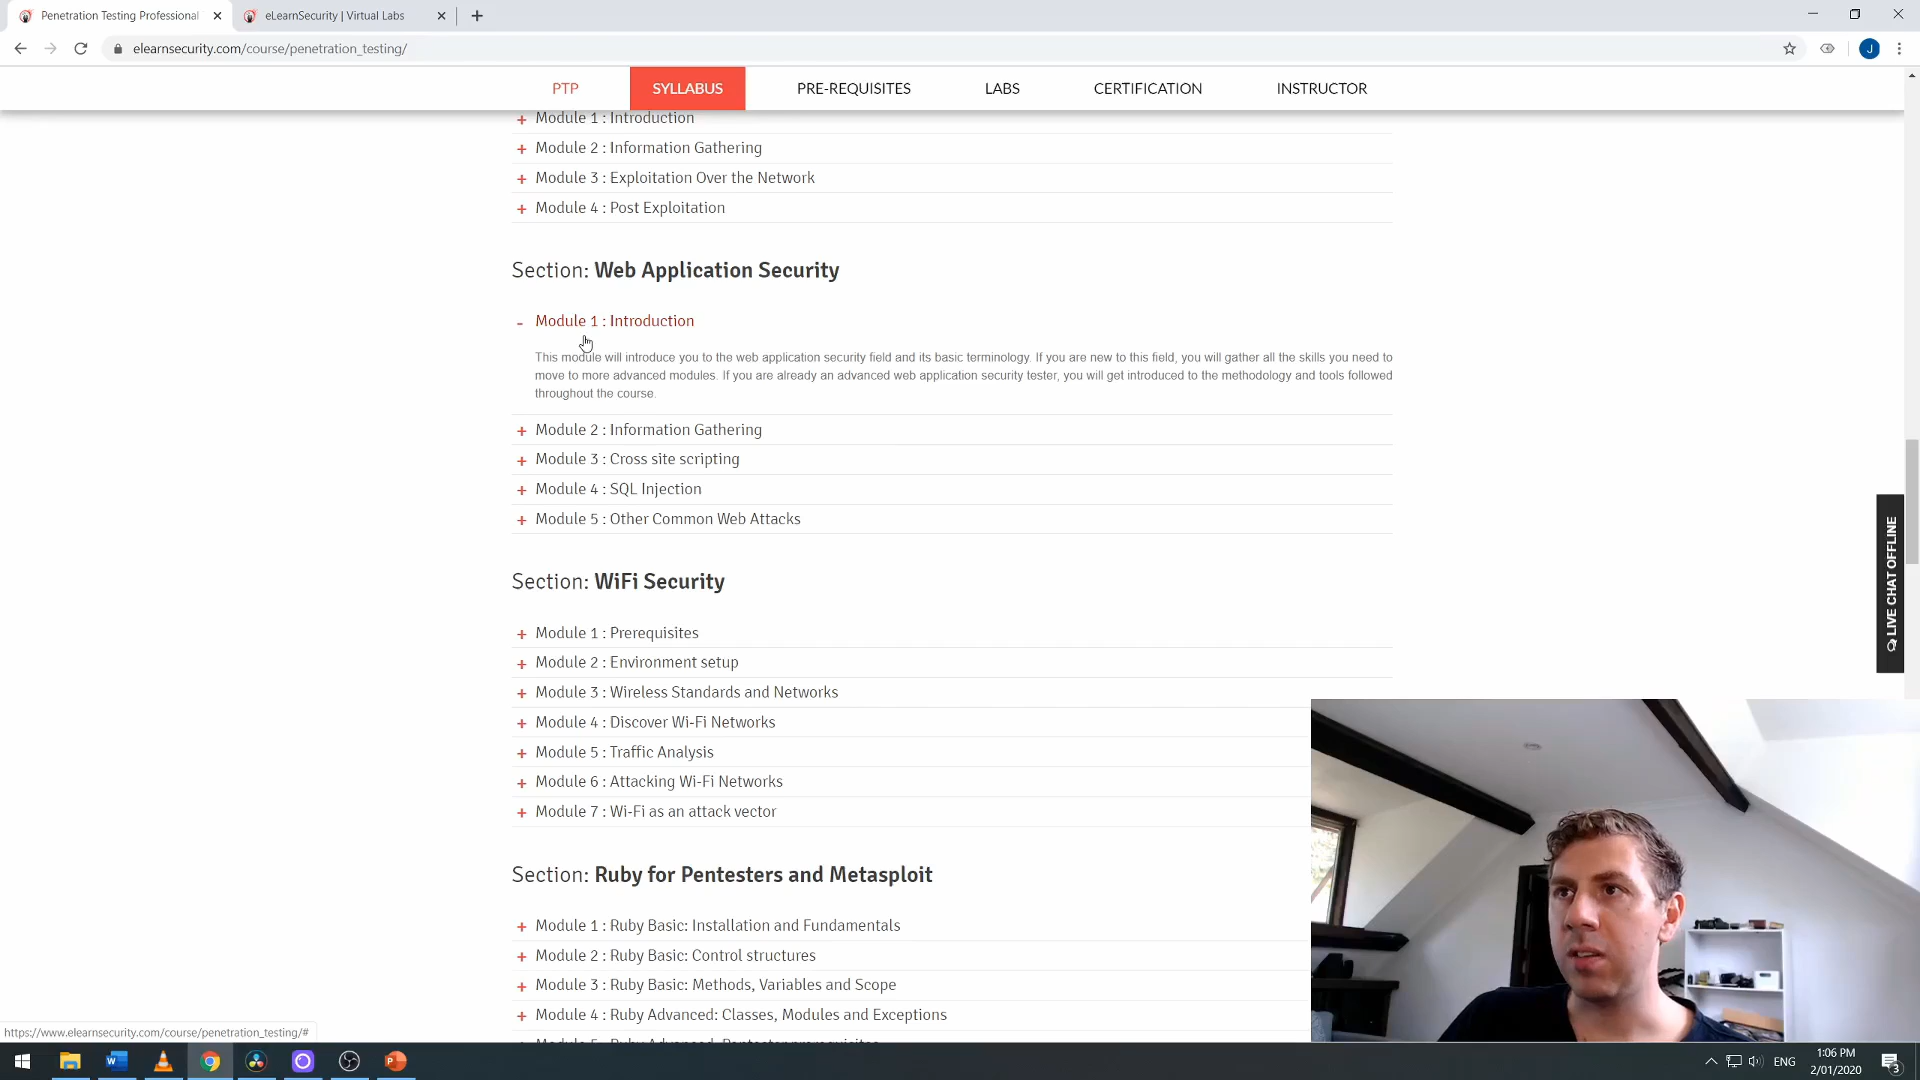 Penetration Testing Professional
eLearnSecurity | Virtual Labs
elearnsecurity.com/course/penetration_testing/
J
PTP
SYLLABUS
PRE-REQUISITES
LABS
CERTIFICATION
INSTRUCTOR
+ Module 1 : Introduction
+ Module 2 : Information Gathering
+ Module 3 : Exploitation Over the Network
+ Module 4 : Post Exploitation
Section: Web Application Security
- Module 1 : Introduction
This module will introduce you to the web application security field and its basic terminology. If you are new to this field, you will gather all the skills you need to
move to more advanced modules. If you are already an advanced web application security tester, you will get introduced to the methodology and tools followed
throughout the course.
+ Module 2 : Information Gathering
+ Module 3 : Cross site scripting
+ Module 4 : SQL Injection
+ Module 5 : Other Common Web Attacks
Section: WiFi Security
+ Module 1 : Prerequisites
+ Module 2 : Environment setup
+ Module 3 : Wireless Standards and Networks
+ Module 4 : Discover Wi-Fi Networks
+ Module 5 : Traffic Analysis
+ Module 6 : Attacking Wi-Fi Networks
+ Module 7 : Wi-Fi as an attack vector
Section: Ruby for Pentesters and Metasploit
+ Module 1 : Ruby Basic: Installation and Fundamentals
+ Module 2 : Ruby Basic: Control structures
+ Module 3 : Ruby Basic: Methods, Variables and Scope
+ Module 4 : Ruby Advanced: Classes, Modules and Exceptions
LIVE CHAT OFFLINE
https://www.elearnsecurity.com/course/penetration_testing/#
ENG
1:06 PM
2/01/2020
3